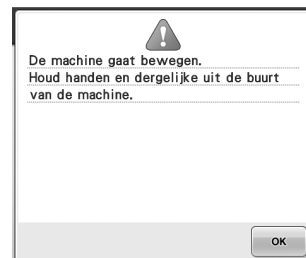 De machine gaat bewegen.
Houd handen en dergelijke uit de buurt
van de machine.
OK